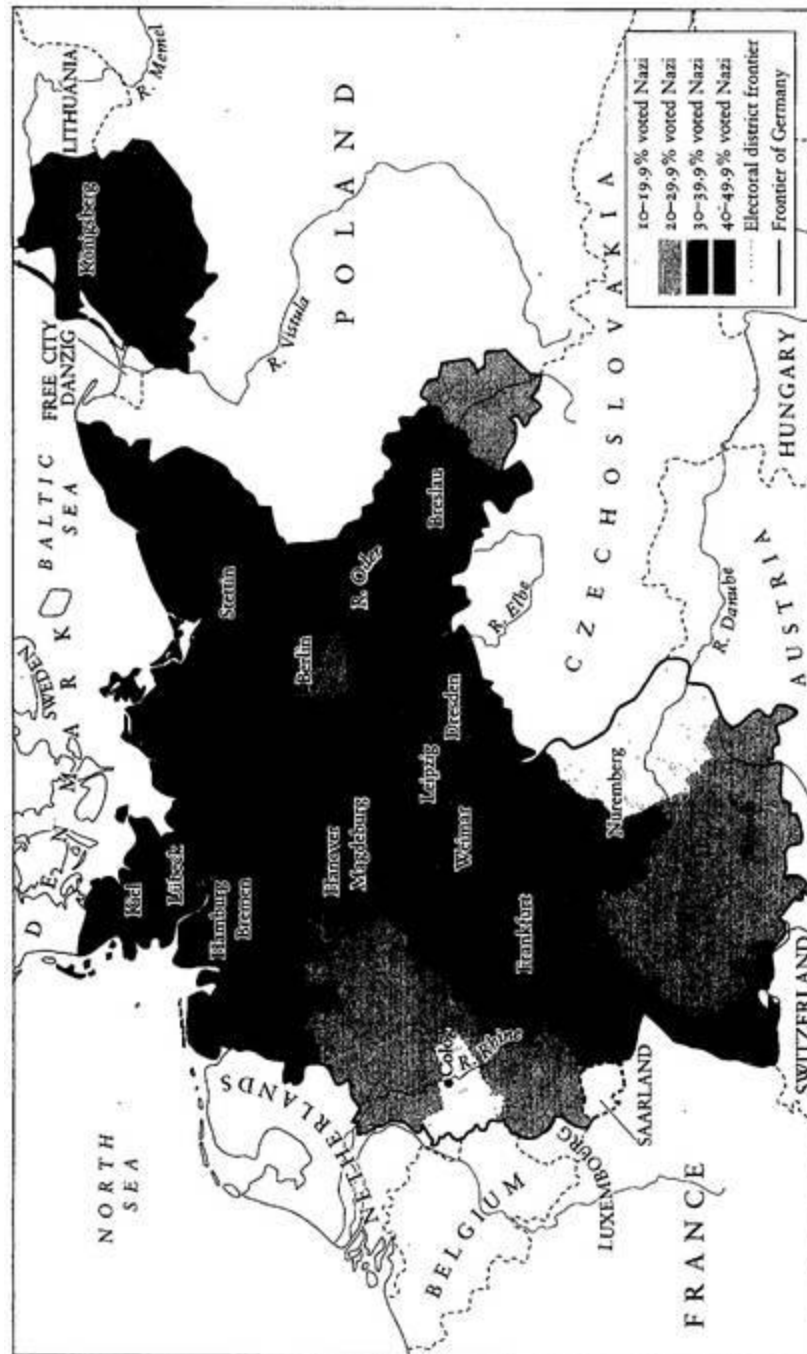 NORTH
SEA
DENMARK
SWEDEN
BALTIC
SEA
FREE CITY
DANZIG
LITHUANIA
R. Memel
Königsberg
Kiel
Lübeck
Hamburg
Bremen
Stettin
R. Vistula
POLAND
NETHERLANDS
Hanover
Magdeburg
Berlin
R. Oder
BELGIUM
Cologne
R. Rhine
Leipzig
Weimar
Dresden
Breslau
R. Elbe
LUXEMBOURG
Frankfurt
CZECHOSLOVAKIA
SAARLAND
Nuremberg
FRANCE
R. Danube
SWITZERLAND
AUSTRIA
HUNGARY
10–19.9% voted Nazi
20–29.9% voted Nazi
30–39.9% voted Nazi
40–49.9% voted Nazi
Electoral district frontier
Frontier of Germany